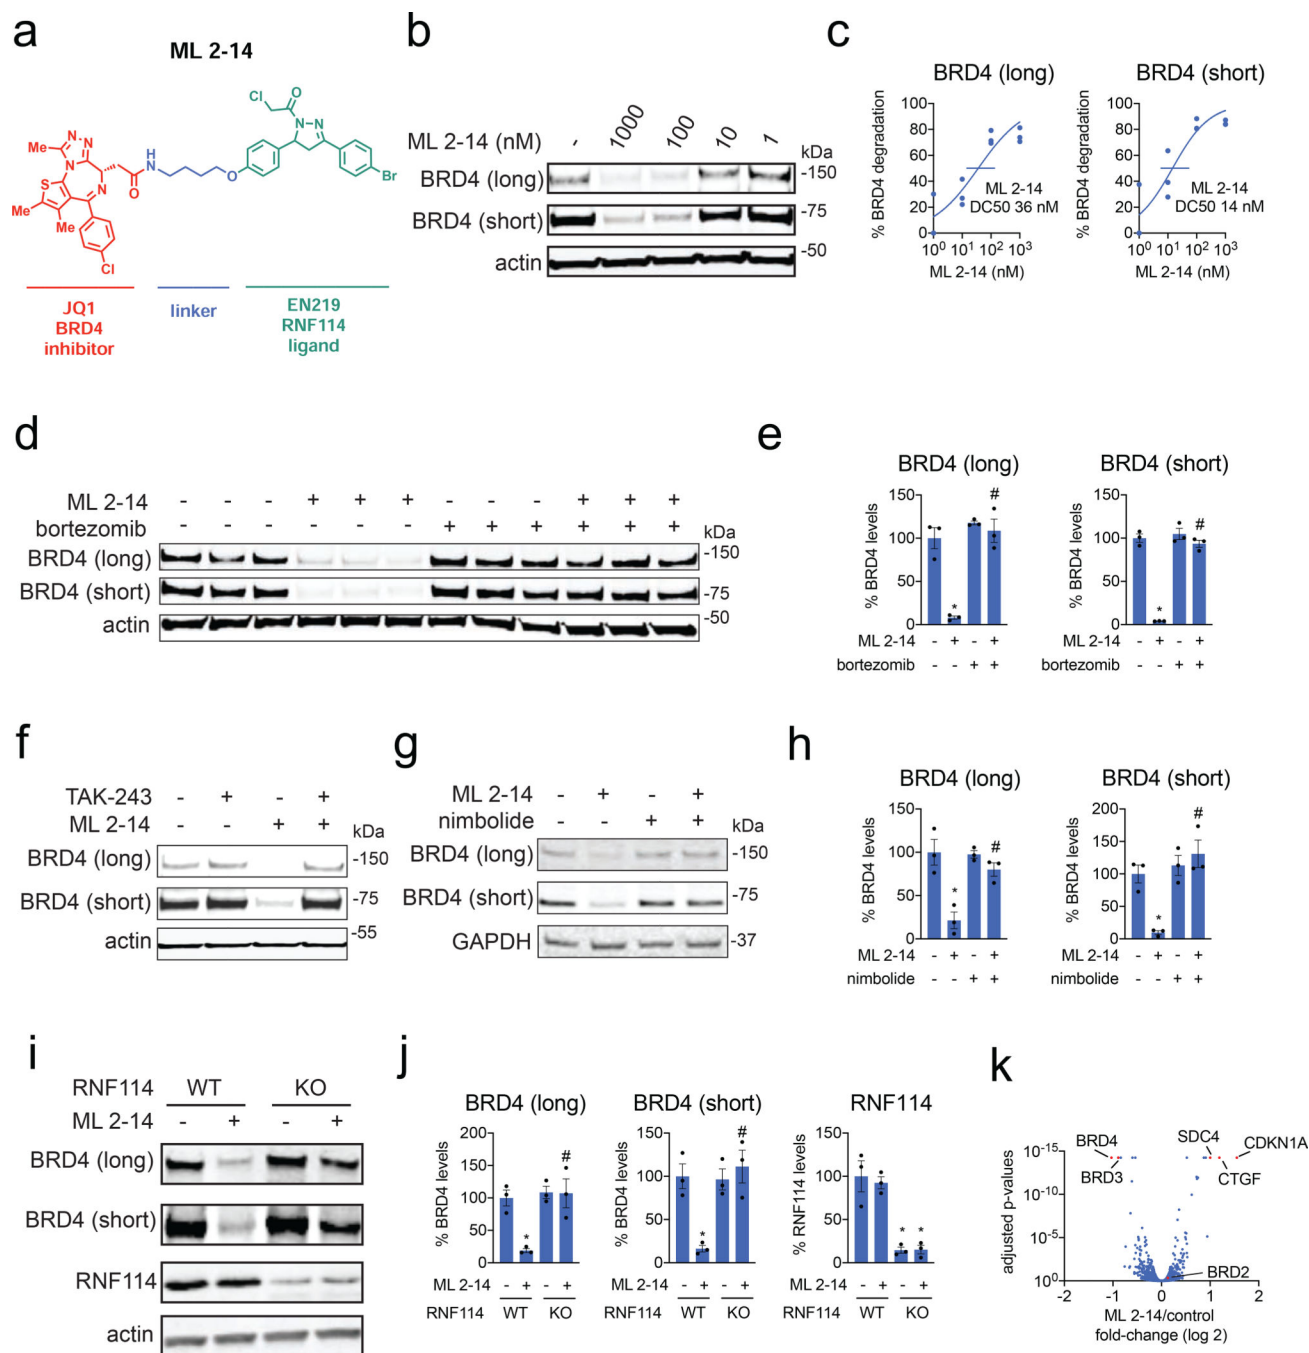 a
ML 2-14
Cl
O
N
N
N
N
Me
N
S
N
O
H
N
O
Br
Me
Me
Cl
JQ1
BRD4
inhibitor
linker
EN219
RNF114
ligand
b
ML 2-14 (nM) - 1000 100 10 1
kDa
BRD4 (long) -150
BRD4 (short) -75
actin -50
c
BRD4 (long)
% BRD4 degradation
100
80
60
40
20
0
ML 2-14
DC50 36 nM
10⁰ 10¹ 10² 10³
ML 2-14 (nM)
BRD4 (short)
% BRD4 degradation
100
80
60
40
20
0
ML 2-14
DC50 14 nM
10⁰ 10¹ 10² 10³
ML 2-14 (nM)
d
ML 2-14 - - - + + + - - - + + +
bortezomib - - - - - - + + + + + +
kDa
BRD4 (long) -150
BRD4 (short) -75
actin -50
e
BRD4 (long)
% BRD4 levels
150
100
50
0
* #
ML 2-14 - + - +
bortezomib - - + +
BRD4 (short)
% BRD4 levels
150
100
50
0
* #
ML 2-14 - + - +
bortezomib - - + +
f
TAK-243 - + - +
ML 2-14 - - + +
kDa
BRD4 (long) -150
BRD4 (short) -75
actin -55
g
ML 2-14 - + - +
nimbolide - - + +
kDa
BRD4 (long) -150
BRD4 (short) -75
GAPDH -37
h
BRD4 (long)
% BRD4 levels
150
100
50
0
* #
ML 2-14 - + - +
nimbolide - - + +
BRD4 (short)
% BRD4 levels
200
150
100
50
0
* #
ML 2-14 - + - +
nimbolide - - + +
i
RNF114 WT KO
ML 2-14 - + - +
BRD4 (long)
BRD4 (short)
RNF114
actin
j
BRD4 (long)
% BRD4 levels
200
150
100
50
0
* #
ML 2-14 - + - +
RNF114 WT KO
BRD4 (short)
% BRD4 levels
150
100
50
0
* #
ML 2-14 - + - +
RNF114 WT KO
RNF114
% RNF114 levels
150
100
50
0
* *
ML 2-14 - + - +
RNF114 WT KO
k
adjusted p-values
10⁻¹⁵
10⁻¹⁰
10⁻⁵
10⁰
BRD4
BRD3
SDC4
CDKN1A
CTGF
BRD2
-2 -1 0 1 2
ML 2-14/control
fold-change (log 2)